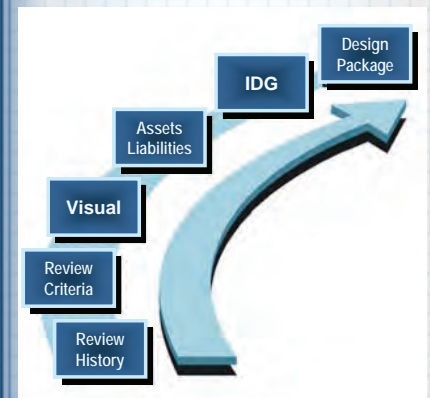 Design
Package
IDG
Assets
Liabilities
Visual
Review
Criteria
Review
History